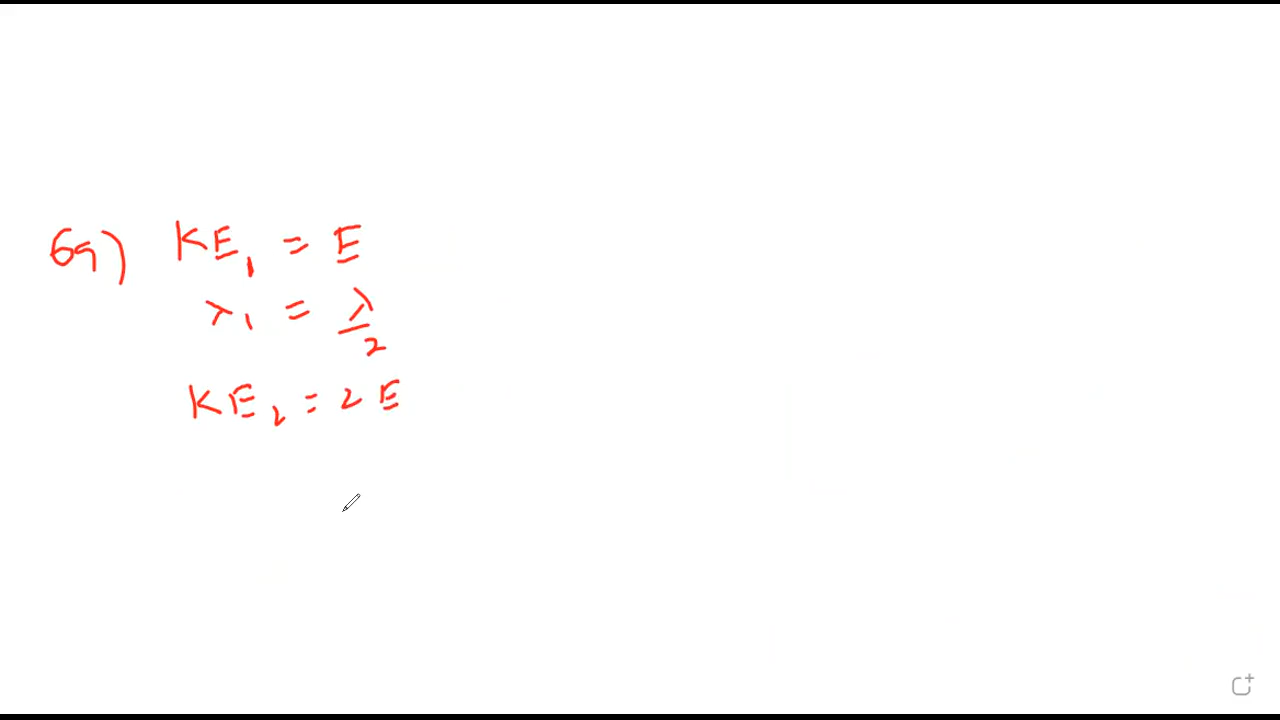 69) KE₁ = E
λ₁ = λ/2
KE₂ = 2E